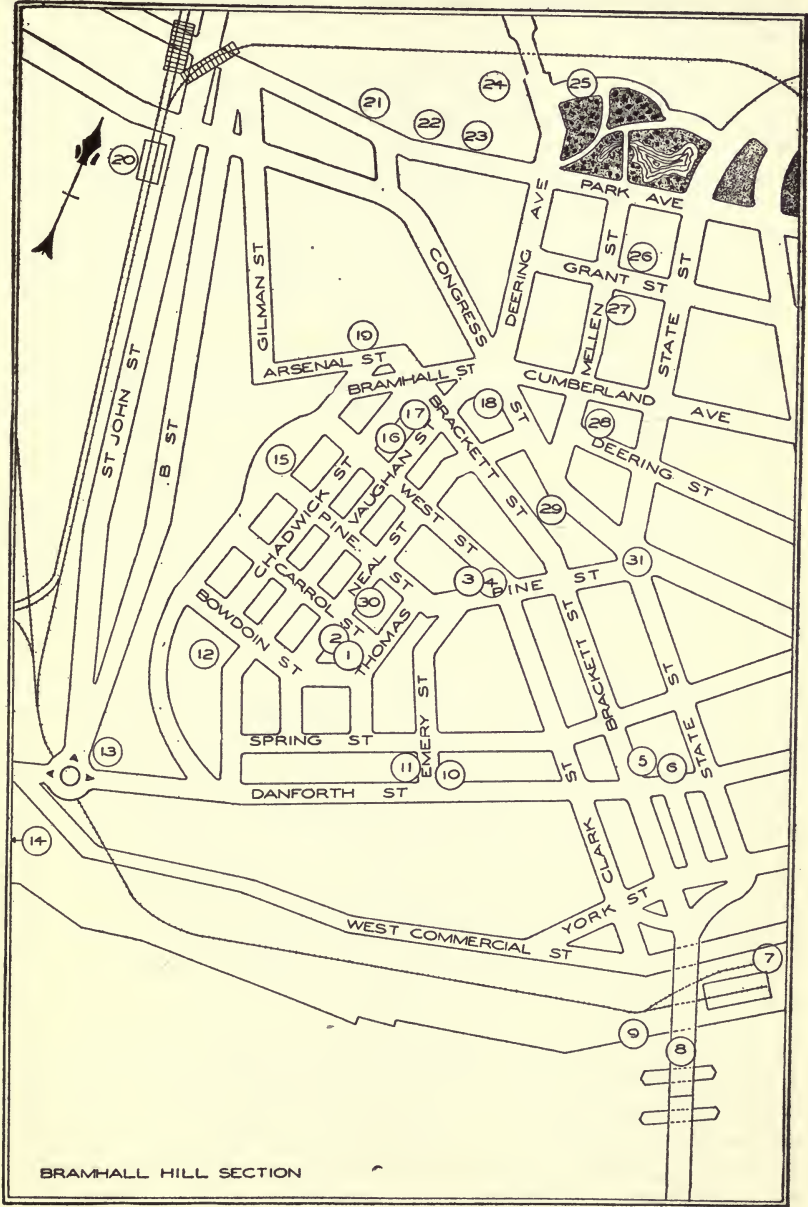 24
25
21
22
23
20
PARK AVE
DEERING AVE
MELLEN ST
26
GRANT ST
STATE ST
27
GILMAN ST
CONGRESS ST
19
ARSENAL ST
BRAMHALL ST
CUMBERLAND AVE
ST JOHN ST
B ST
18
17
16
28
DEERING ST
BRACKETT ST
VAUGHAN ST
WEST ST
15
CHADWICK ST
PINE ST
NEAL ST
29
31
3
4
PINE ST
CARROL ST
30
THOMAS
BOWDOIN ST
2
1
12
EMERY ST
BRACKETT ST
STATE ST
SPRING ST
13
11
10
5
6
DANFORTH ST
14
CLARK ST
YORK ST
WEST COMMERCIAL ST
7
9
8
BRAMHALL HILL SECTION